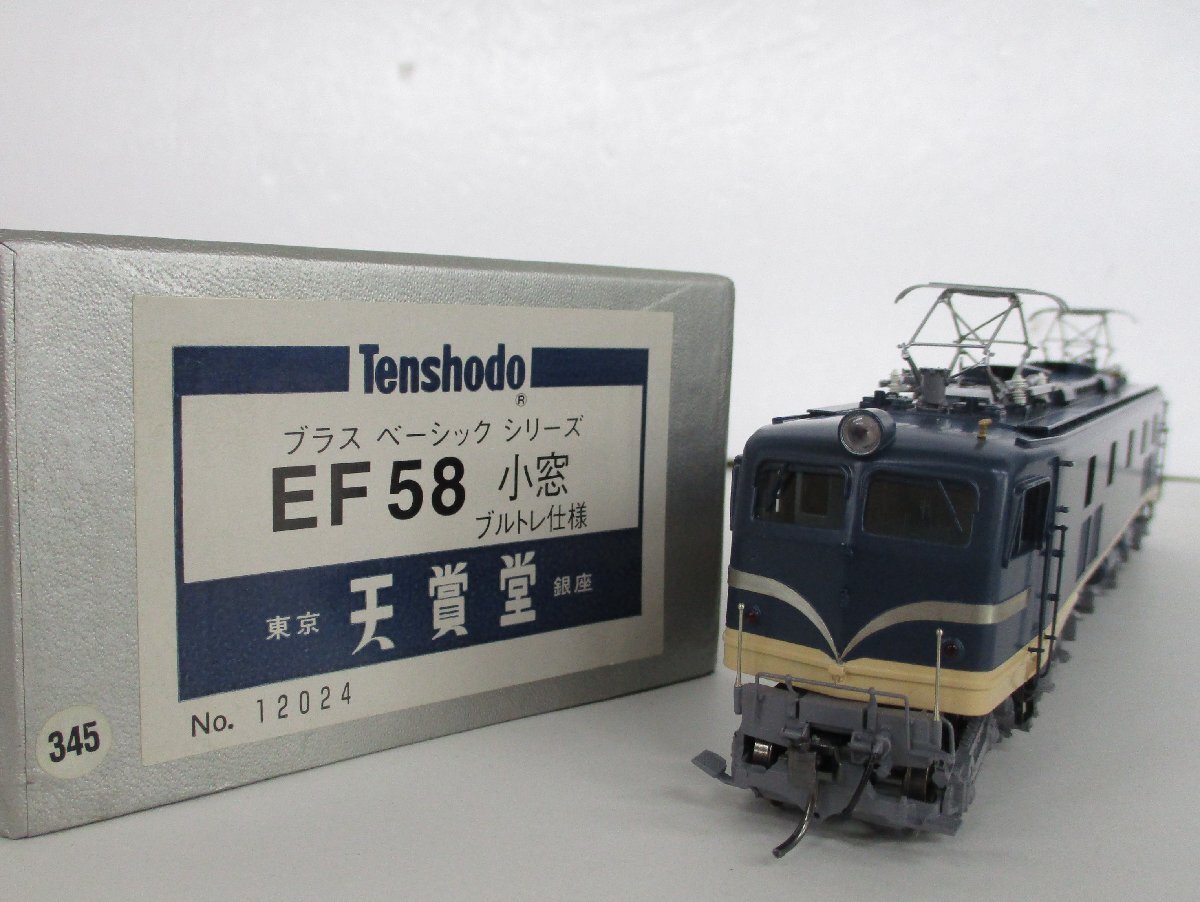 Tenshodo
®
ブラス ベーシック シリーズ
EF58 小窓
ブルトレ仕様
東京 天賞堂 銀座
No. 12024
345